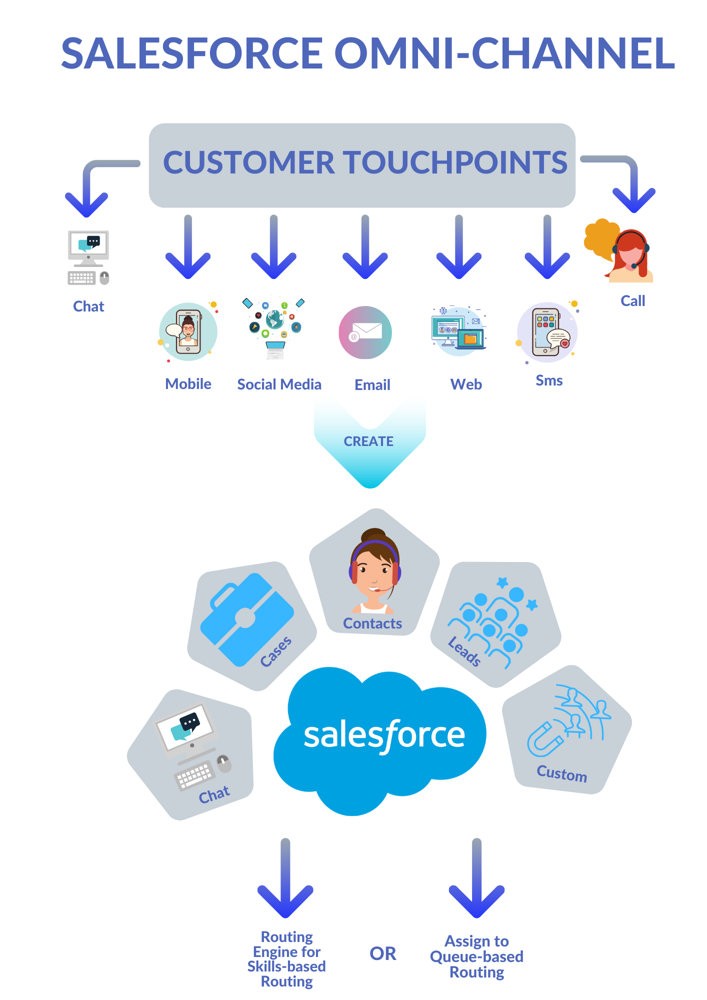 SALESFORCE OMNI-CHANNEL
CUSTOMER TOUCHPOINTS
Chat
Call
Mobile
Social Media
Email
Web
Sms
CREATE
Contacts
Cases
Leads
salesforce
Chat
Custom
Routing
Engine for
Skills-based
Routing
OR
Assign to
Queue-based
Routing